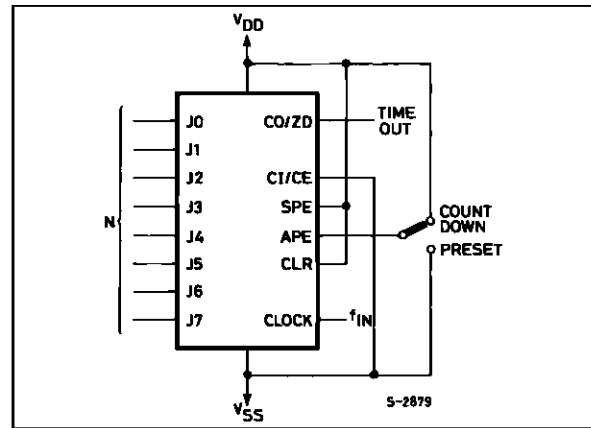 VDD
J0
J1
J2
J3
J4
J5
J6
J7
N
CO/ZD
CI/CE
SPE
APE
CLR
CLOCK
TIME
OUT
COUNT
DOWN
PRESET
fIN
VSS
S-2879